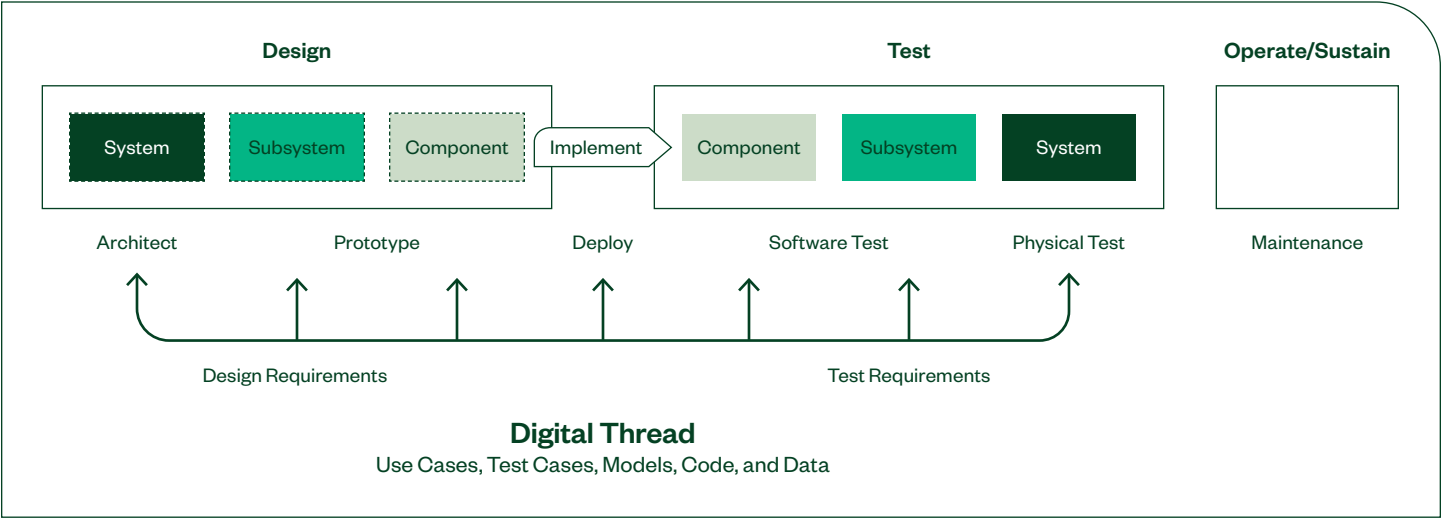 Design
Test
Operate/Sustain
System
Subsystem
Component
Implement
Component
Subsystem
System
Architect
Prototype
Deploy
Software Test
Physical Test
Maintenance
Design Requirements
Test Requirements
Digital Thread
Use Cases, Test Cases, Models, Code, and Data